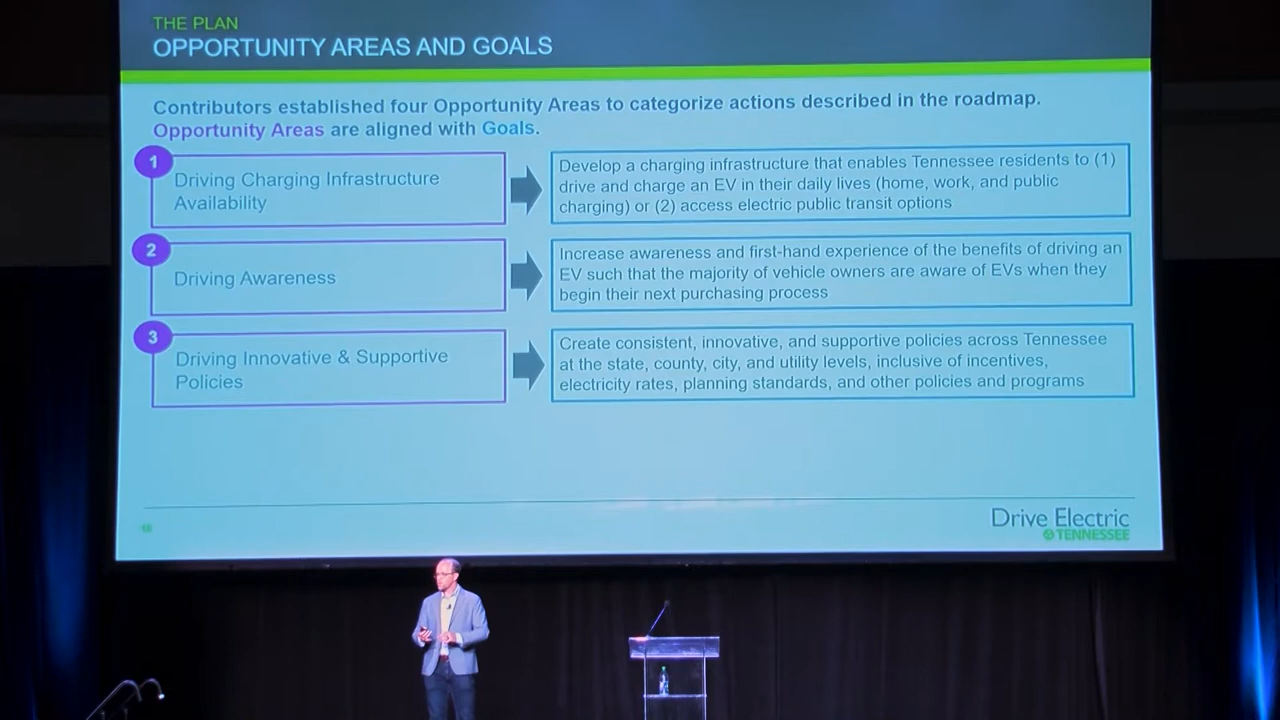 THE PLAN
OPPORTUNITY AREAS AND GOALS
Contributors established four Opportunity Areas to categorize actions described in the roadmap.
Opportunity Areas are aligned with Goals.
1
Driving Charging Infrastructure
Availability
Develop a charging infrastructure that enables Tennessee residents to (1)
drive and charge an EV in their daily lives (home, work, and public
charging) or (2) access electric public transit options
2
Driving Awareness
Increase awareness and first-hand experience of the benefits of driving an
EV such that the majority of vehicle owners are aware of EVs when they
begin their next purchasing process
3
Driving Innovative & Supportive
Policies
Create consistent, innovative, and supportive policies across Tennessee
at the state, county, city, and utility levels, inclusive of incentives,
electricity rates, planning standards, and other policies and programs
Drive Electric
TENNESSEE